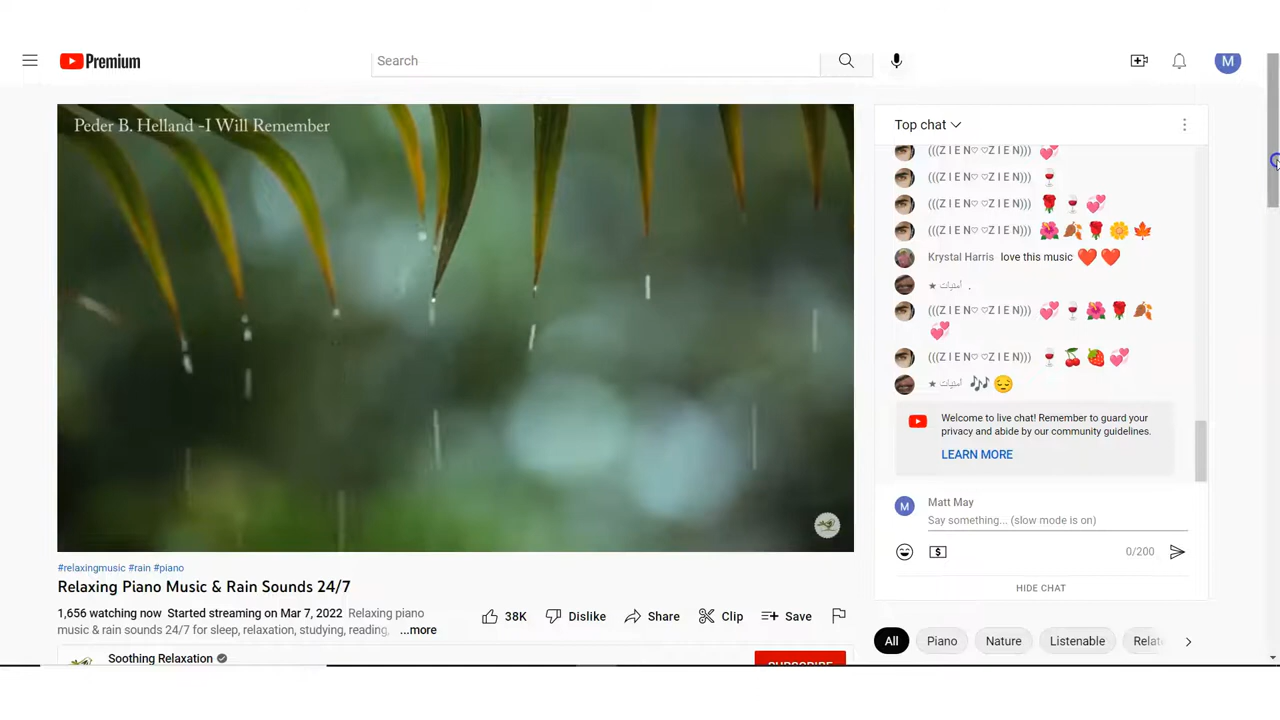 Premium
Search
M
Peder B. Helland -I Will Remember
Top chat
(((Z I E N♡ ♡Z I E N))) 💞
(((Z I E N♡ ♡Z I E N))) 🍷
(((Z I E N♡ ♡Z I E N))) 🌹 🍷 💞
(((Z I E N♡ ♡Z I E N))) 🌺 🍂 🌹 🌼 🍁
Krystal Harris love this music ❤️ ❤️
★ أمنيات .
(((Z I E N♡ ♡Z I E N))) 💞 🍷 🌺 🌹 🍂
💞
(((Z I E N♡ ♡Z I E N))) 🍷 🍒 🍓 💞
★ أمنيات 🎶 😔
Welcome to live chat! Remember to guard your
privacy and abide by our community guidelines.
LEARN MORE
M
Matt May
Say something... (slow mode is on)
$
0/200
HIDE CHAT
#relaxingmusic #rain #piano
Relaxing Piano Music & Rain Sounds 24/7
1,656 watching now Started streaming on Mar 7, 2022 Relaxing piano
music & rain sounds 24/7 for sleep, relaxation, studying, reading, ...more
38K Dislike Share Clip Save
Soothing Relaxation
SUBSCRIBE
All Piano Nature Listenable Relat